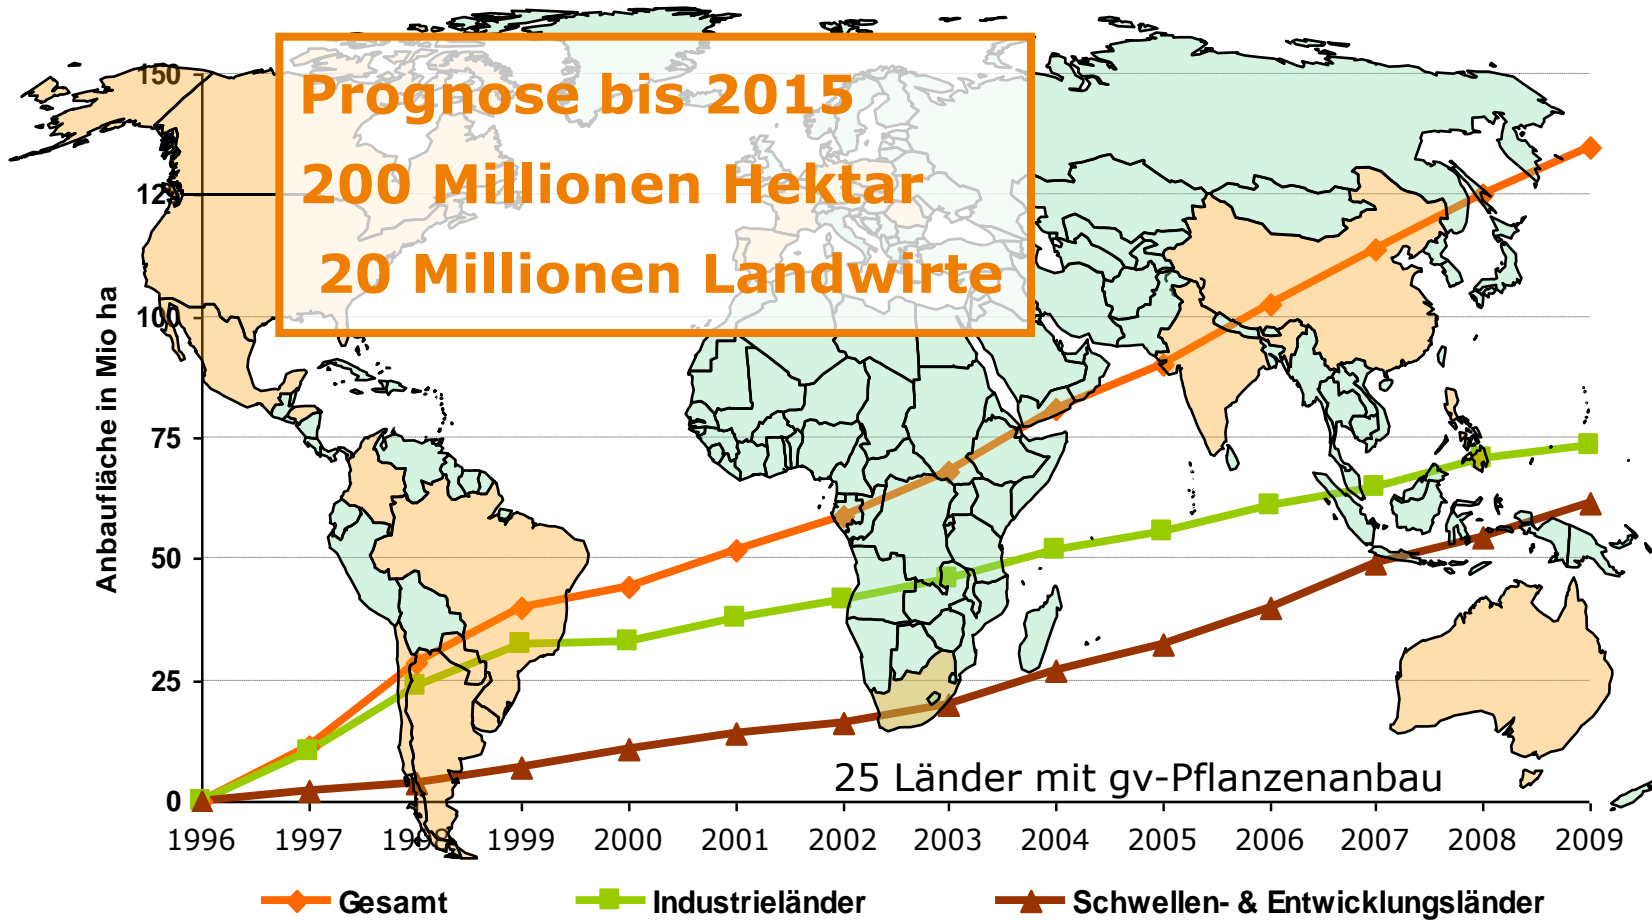 Prognose bis 2015
200 Millionen Hektar
20 Millionen Landwirte
Anbaufläche in Mio ha
150
125
100
75
50
25
0
25 Länder mit gv-Pflanzenanbau
1996 1997 1998 1999 2000 2001 2002 2003 2004 2005 2006 2007 2008 2009
Gesamt Industrieländer Schwellen- & Entwicklungsländer